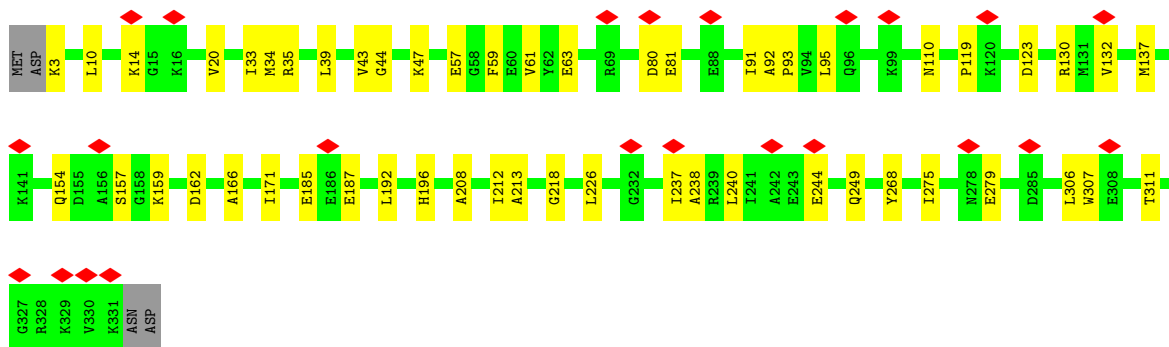 MET ASP K3 L10 K14 G15 K16 V20 I33 M34 R35 L39 V43 G44 K47 E57 G58 F59 E60 V61 Y62 E63 R69 D80 E81 E88 I91 A92 P93 V94 L95 Q96 K99 N110 P119 K120 D123 R130 M131 V132 M137
K141 Q154 D155 A156 S157 G158 K159 D162 A166 I171 E185 E186 E187 L192 H196 A208 I212 A213 G218 L226 G232 I237 A238 R239 L240 I241 A242 E243 E244 Q249 Y268 I275 N278 E279 D285 L306 W307 E308 T311
G327 R328 K329 V330 K331 ASN ASP